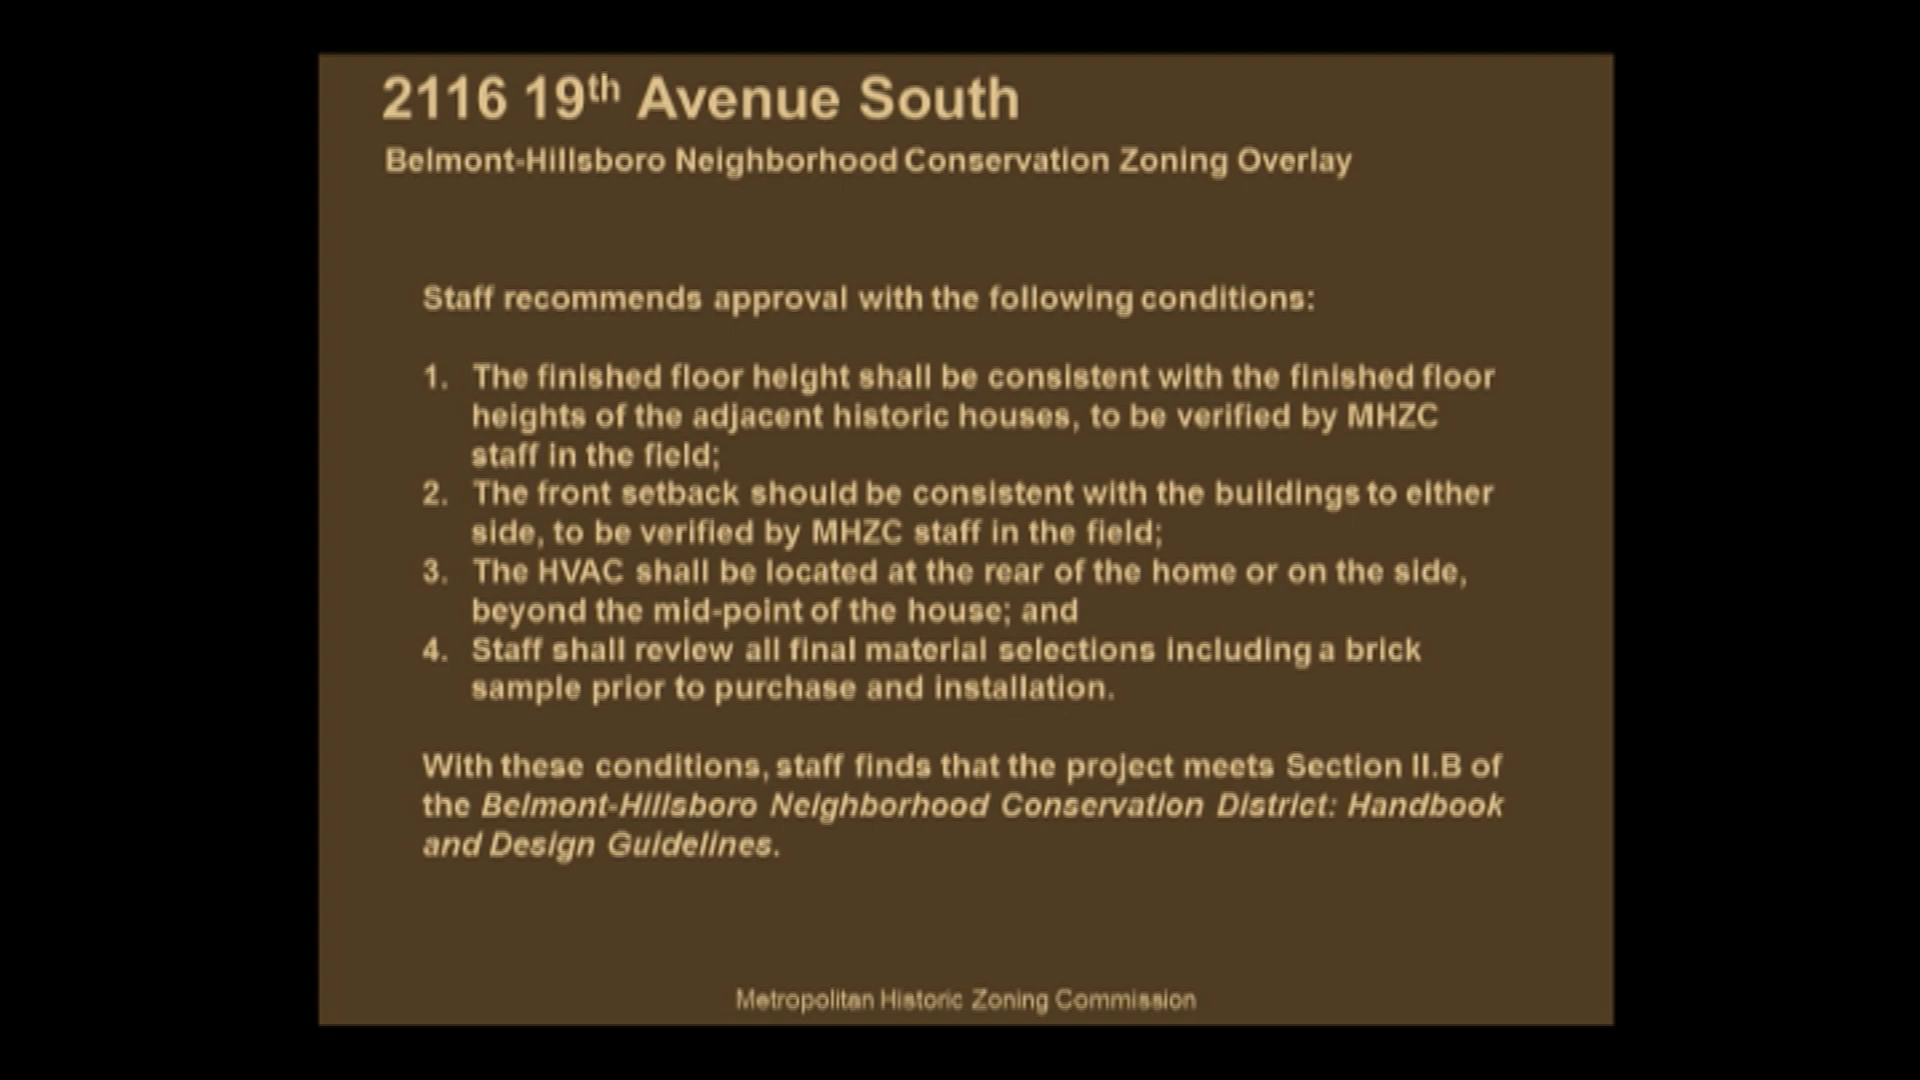 2116 19th Avenue South
Belmont-Hillsboro Neighborhood Conservation Zoning Overlay
Staff recommends approval with the following conditions:
1. The finished floor height shall be consistent with the finished floor
heights of the adjacent historic houses, to be verified by MHZC
staff in the field;
2. The front setback should be consistent with the buildings to either
side, to be verified by MHZC staff in the field;
3. The HVAC shall be located at the rear of the home or on the side,
beyond the mid-point of the house; and
4. Staff shall review all final material selections including a brick
sample prior to purchase and installation.
With these conditions, staff finds that the project meets Section II.B of
the Belmont-Hillsboro Neighborhood Conservation District: Handbook
and Design Guidelines.
Metropolitan Historic Zoning Commission